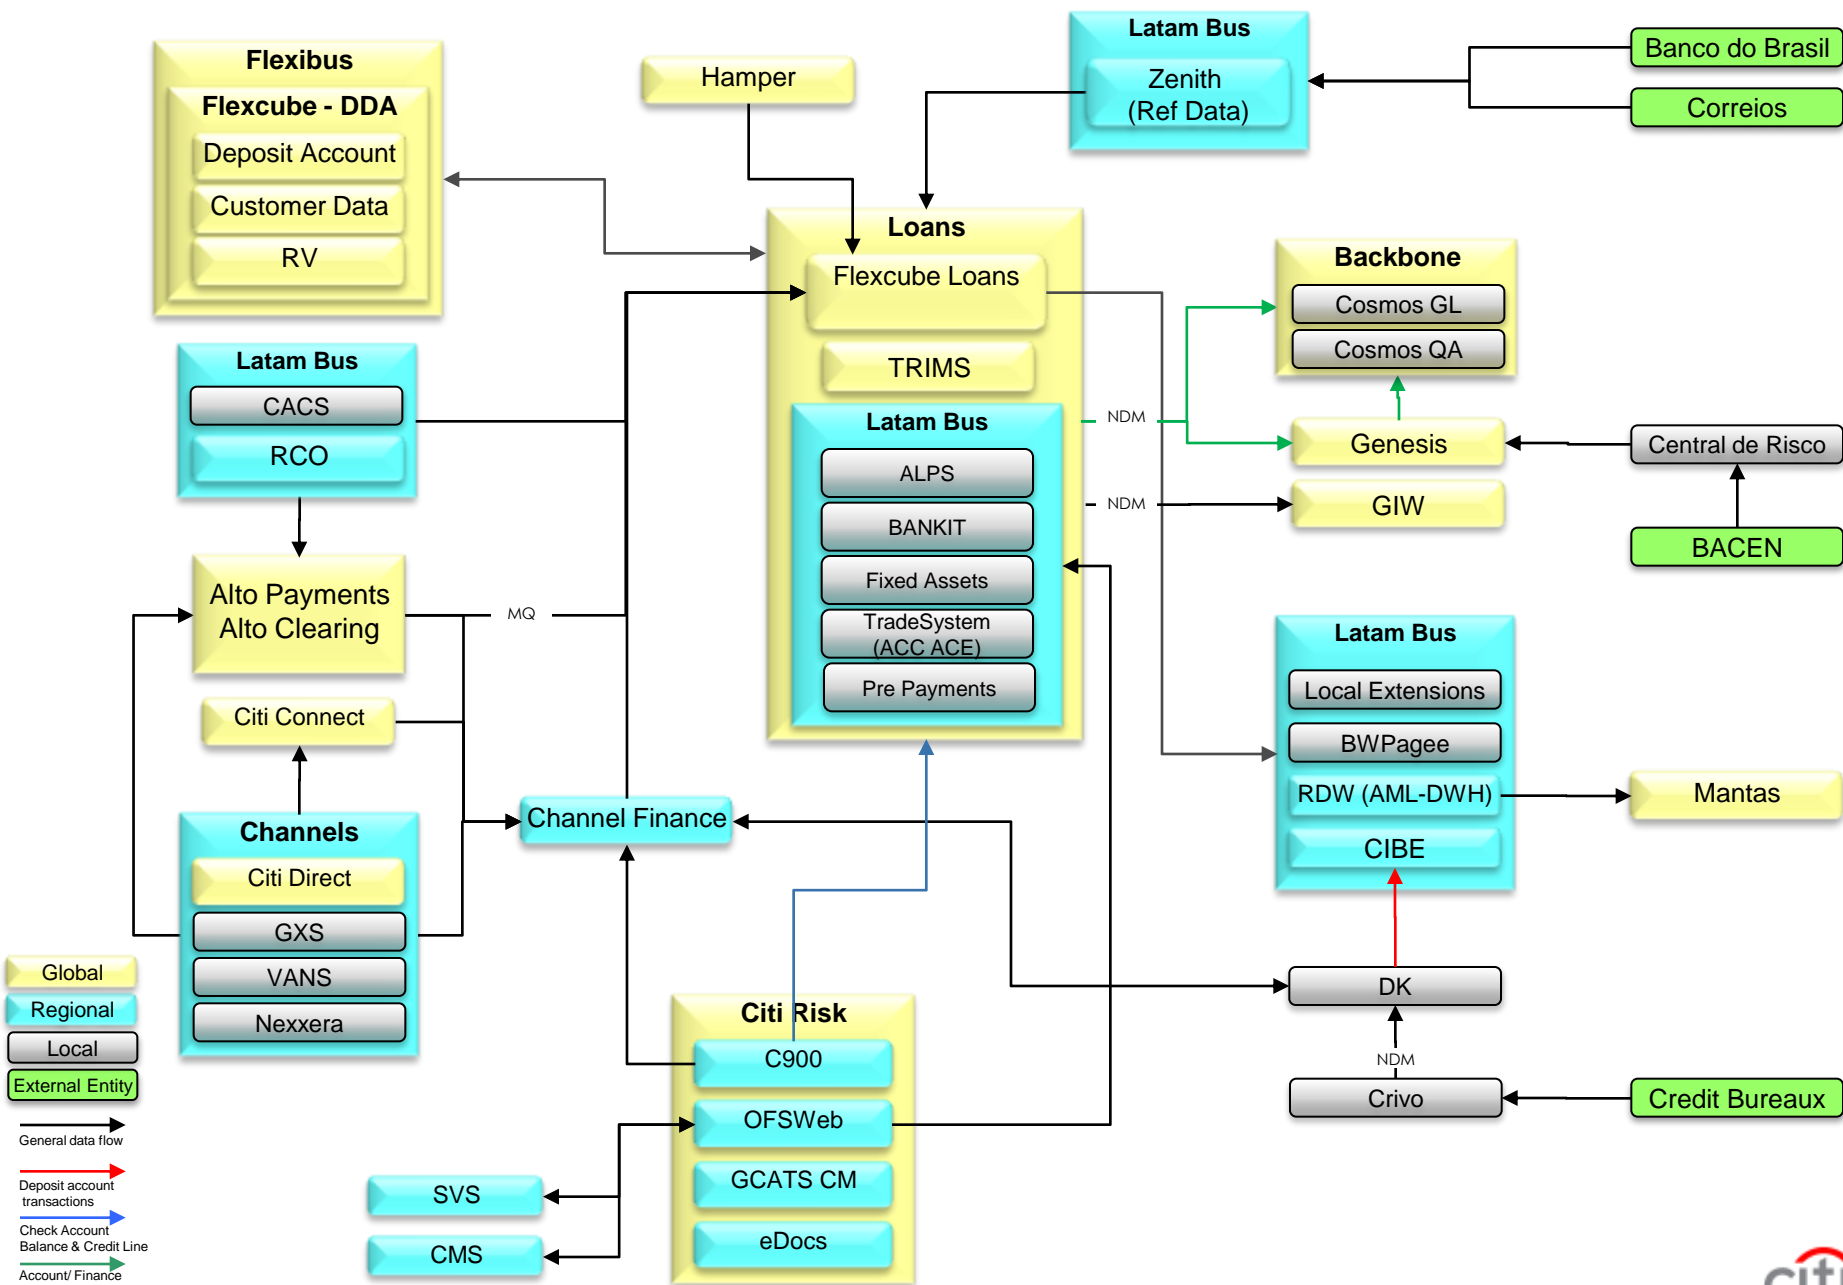 Flexibus
Flexcube - DDA
Deposit Account
Customer Data
RV
Hamper
Latam Bus
Zenith
(Ref Data)
Banco do Brasil
Correios
Loans
Flexcube Loans
TRIMS
Latam Bus
ALPS
BANKIT
Fixed Assets
TradeSystem
(ACC ACE)
Pre Payments
Backbone
Cosmos GL
Cosmos QA
NDM
Genesis
Central de Risco
NDM
GIW
BACEN
Latam Bus
CACS
RCO
Alto Payments
Alto Clearing
MQ
Citi Connect
Channel Finance
Channels
Citi Direct
GXS
VANS
Nexxera
Latam Bus
Local Extensions
BWPagee
RDW (AML-DWH)
CIBE
Mantas
DK
NDM
Crivo
Credit Bureaux
Citi Risk
C900
OFSWeb
GCATS CM
eDocs
SVS
CMS
Global
Regional
Local
External Entity
General data flow
Deposit account
transactions
Check Account
Balance & Credit Line
Account/ Finance
citi